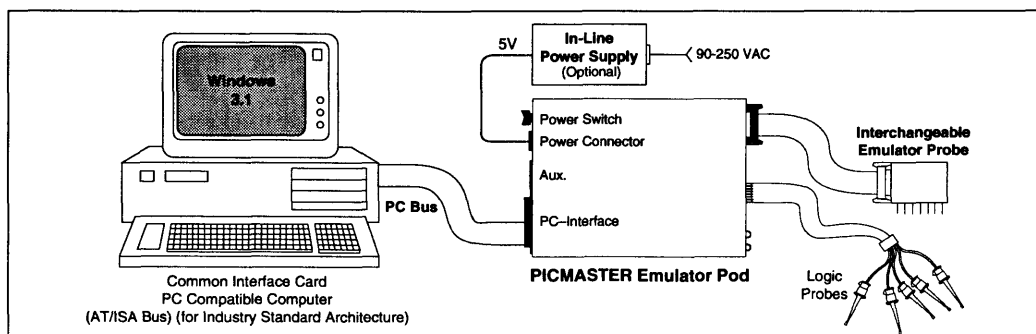 Windows
3.1
5V
In-Line
Power Supply
(Optional)
90-250 VAC
Power Switch
Power Connector
Aux.
PC–Interface
PC Bus
Interchangeable
Emulator Probe
PICMASTER Emulator Pod
Logic
Probes
Common Interface Card
PC Compatible Computer
(AT/ISA Bus) (for Industry Standard Architecture)